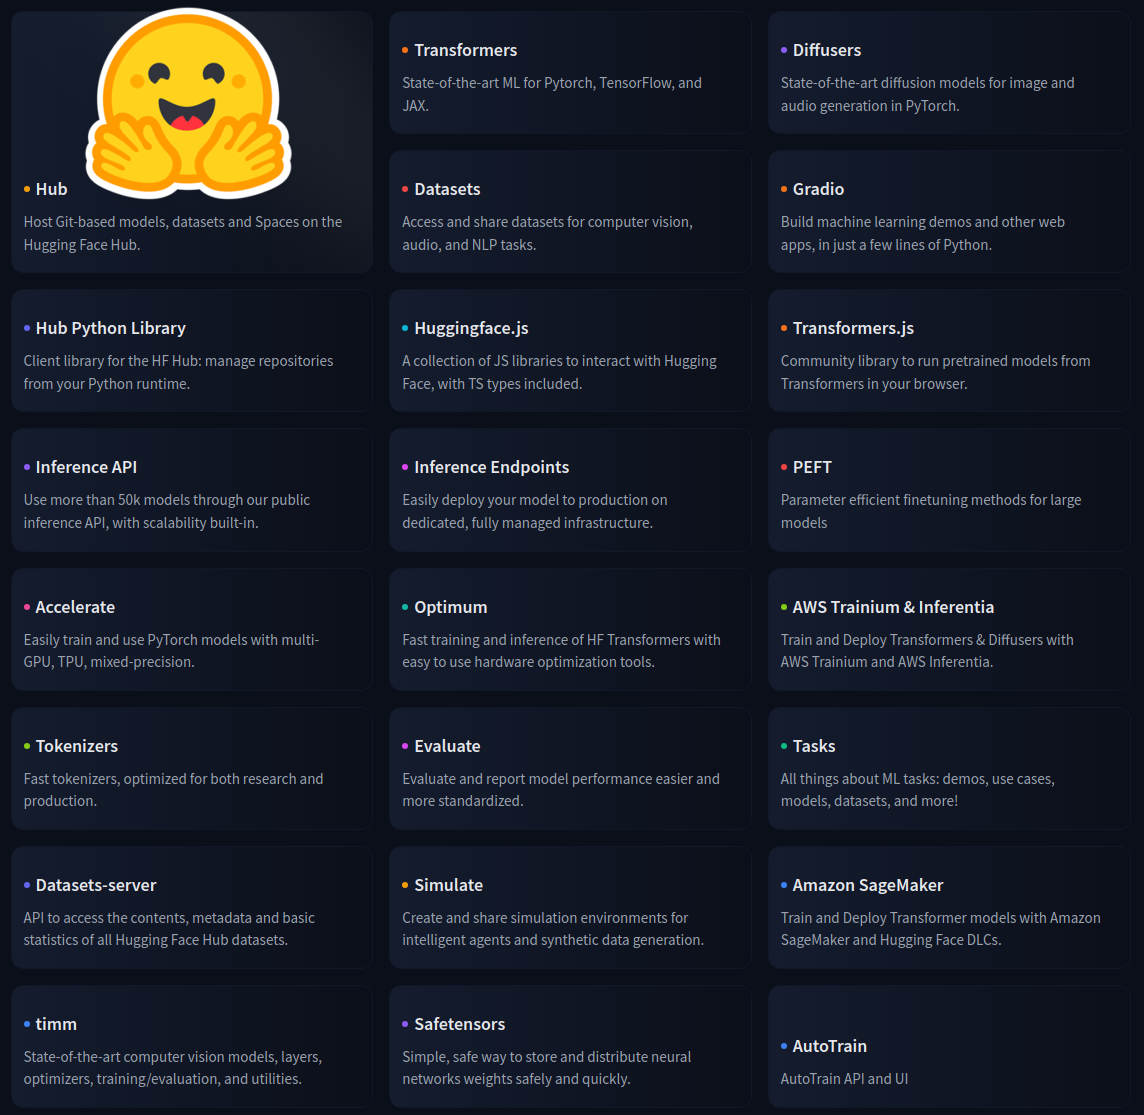 Hub
Host Git-based models, datasets and Spaces on the
Hugging Face Hub.
Transformers
State-of-the-art ML for Pytorch, TensorFlow, and
JAX.
Diffusers
State-of-the-art diffusion models for image and
audio generation in PyTorch.
Datasets
Access and share datasets for computer vision,
audio, and NLP tasks.
Gradio
Build machine learning demos and other web
apps, in just a few lines of Python.
Hub Python Library
Client library for the HF Hub: manage repositories
from your Python runtime.
Huggingface.js
A collection of JS libraries to interact with Hugging
Face, with TS types included.
Transformers.js
Community library to run pretrained models from
Transformers in your browser.
Inference API
Use more than 50k models through our public
inference API, with scalability built-in.
Inference Endpoints
Easily deploy your model to production on
dedicated, fully managed infrastructure.
PEFT
Parameter efficient finetuning methods for large
models
Accelerate
Easily train and use PyTorch models with multi-
GPU, TPU, mixed-precision.
Optimum
Fast training and inference of HF Transformers with
easy to use hardware optimization tools.
AWS Trainium & Inferentia
Train and Deploy Transformers & Diffusers with
AWS Trainium and AWS Inferentia.
Tokenizers
Fast tokenizers, optimized for both research and
production.
Evaluate
Evaluate and report model performance easier and
more standardized.
Tasks
All things about ML tasks: demos, use cases,
models, datasets, and more!
Datasets-server
API to access the contents, metadata and basic
statistics of all Hugging Face Hub datasets.
Simulate
Create and share simulation environments for
intelligent agents and synthetic data generation.
Amazon SageMaker
Train and Deploy Transformer models with Amazon
SageMaker and Hugging Face DLCs.
timm
State-of-the-art computer vision models, layers,
optimizers, training/evaluation, and utilities.
Safetensors
Simple, safe way to store and distribute neural
networks weights safely and quickly.
AutoTrain
AutoTrain API and UI